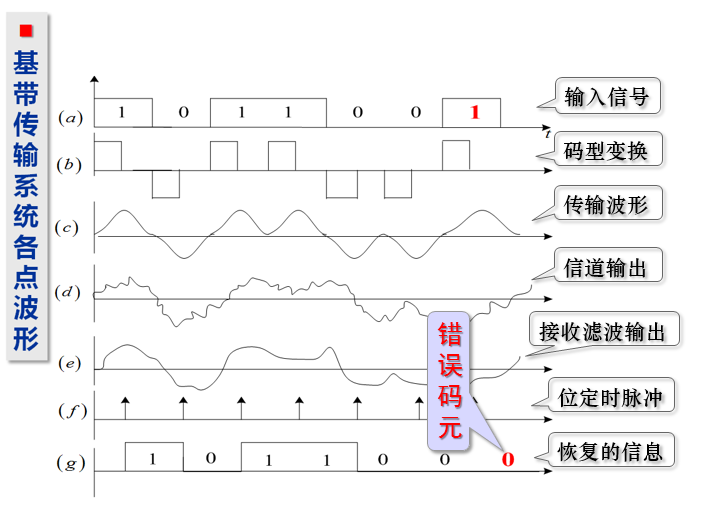 基带传输系统各点波形
(a) 1 0 1 1 0 0 1 输入信号
t
(b) 码型变换
(c) 传输波形
(d) 信道输出
(e) 接收滤波输出
错误码元
(f) 位定时脉冲
(g) 1 0 1 1 0 0 0 恢复的信息